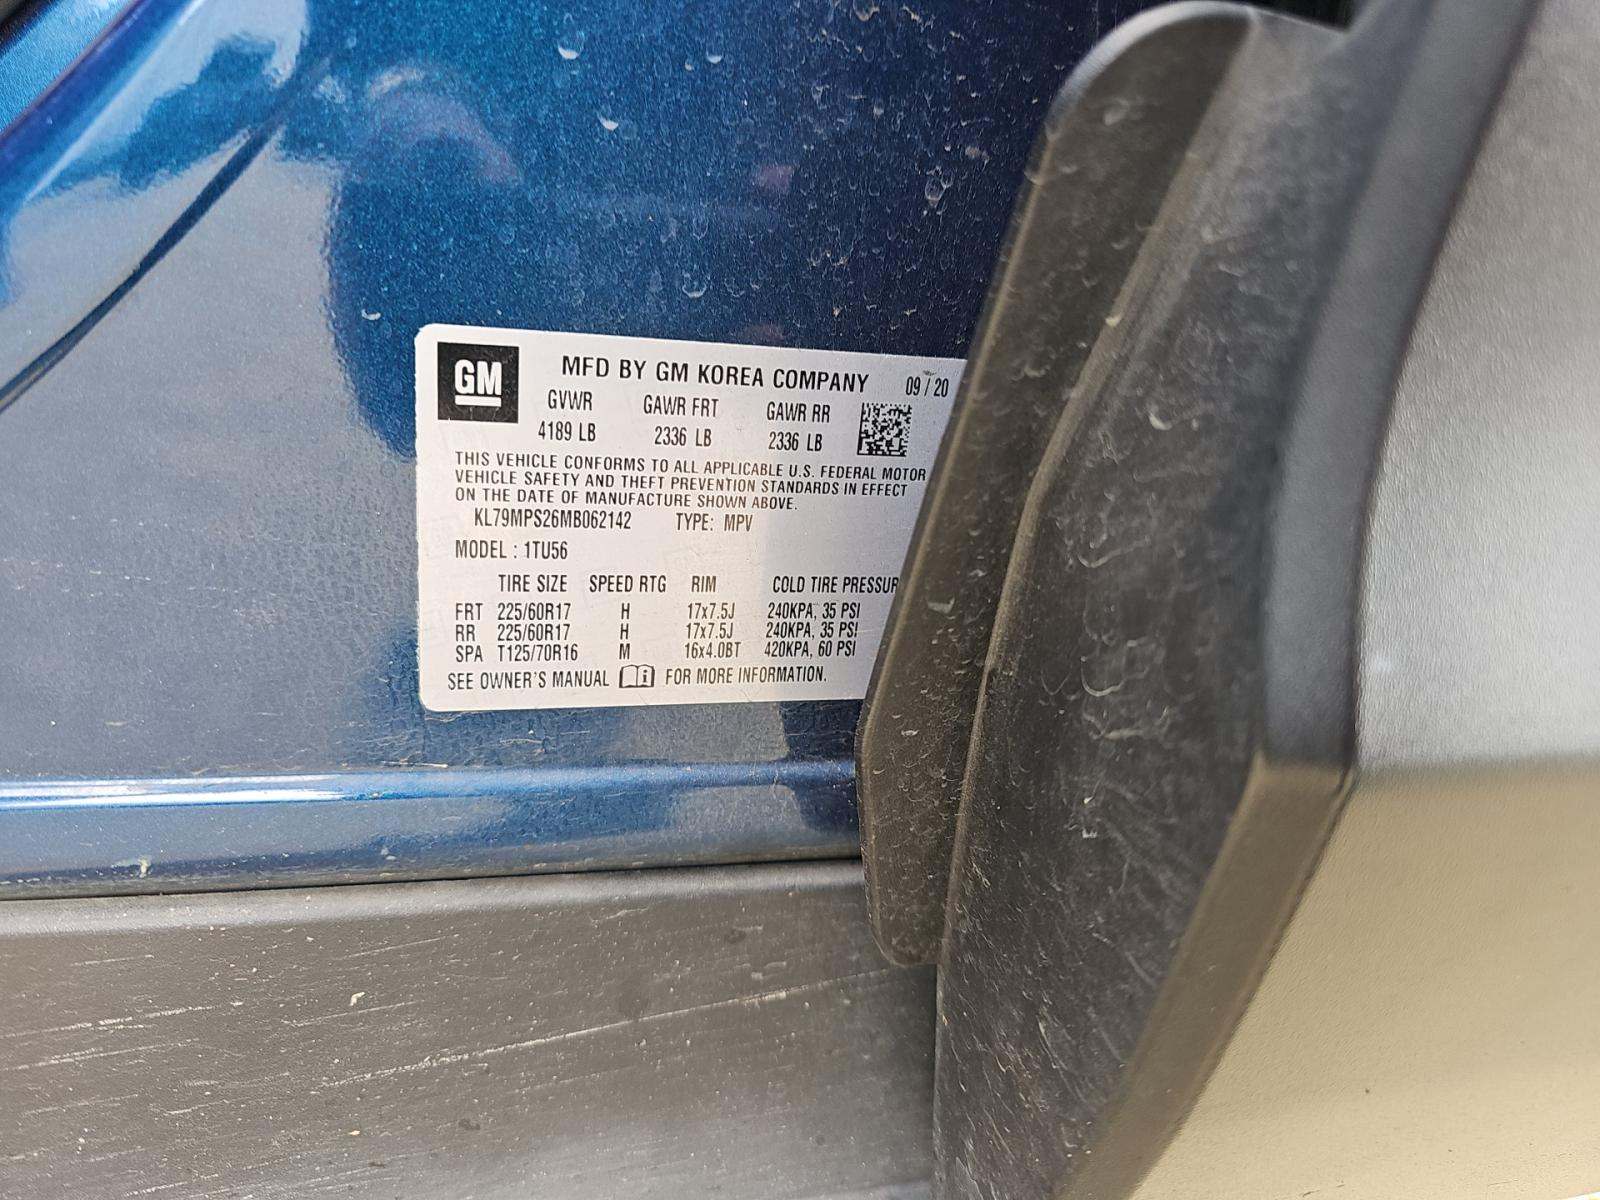 GM
MFD BY GM KOREA COMPANY 09 / 20
GVWR GAWR FRT GAWR RR
4189 LB 2336 LB 2336 LB
THIS VEHICLE CONFORMS TO ALL APPLICABLE U.S. FEDERAL MOTOR
VEHICLE SAFETY AND THEFT PREVENTION STANDARDS IN EFFECT
ON THE DATE OF MANUFACTURE SHOWN ABOVE.
KL79MPS26MB062142 TYPE: MPV
MODEL : 1TU56
TIRE SIZE SPEED RTG RIM COLD TIRE PRESSUR
FRT 225/60R17 H 17x7.5J 240KPA, 35 PSI
RR 225/60R17 H 17x7.5J 240KPA, 35 PSI
SPA T125/70R16 M 16x4.0BT 420KPA, 60 PSI
SEE OWNER'S MANUAL i FOR MORE INFORMATION.